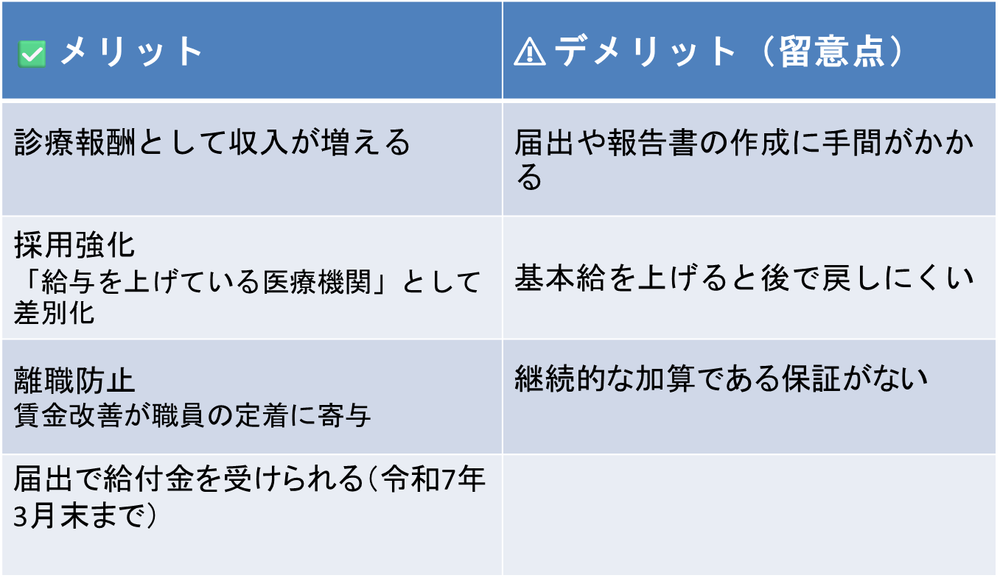 ✅ メリット
⚠ デメリット（留意点）
診療報酬として収入が増える
届出や報告書の作成に手間がかか
る
採用強化
「給与を上げている医療機関」として
差別化
基本給を上げると後で戻しにくい
離職防止
賃金改善が職員の定着に寄与
継続的な加算である保証がない
届出で給付金を受けられる（令和7年
3月末まで）